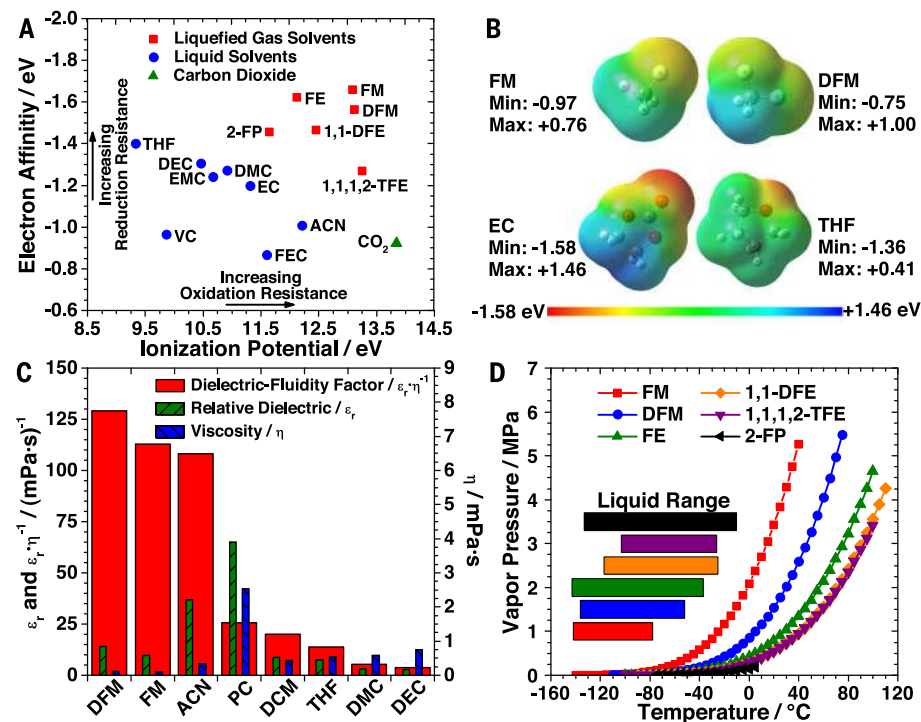 A
Electron Affinitiy / eV
-2.0
-1.8
-1.6
-1.4
-1.2
-1.0
-0.8
-0.6
Liquefied Gas Solvents
Liquid Solvents
Carbon Dioxide
FE
FM
DFM
2-FP
1,1-DFE
THF
DEC
DMC
EMC
EC
1,1,1,2-TFE
VC
ACN
FEC
CO2
Increasing
Reduction Resistance
Increasing
Oxidation Resistance
8.5 9.5 10.5 11.5 12.5 13.5 14.5
Ionization Potential / eV
B
FM
Min: -0.97
Max: +0.76
DFM
Min: -0.75
Max: +1.00
EC
Min: -1.58
Max: +1.46
THF
Min: -1.36
Max: +0.41
-1.58 eV
+1.46 eV
C
εr and εr·η-1 / (mPa·s)-1
150
125
100
75
50
25
0
Dielectric-Fluidity Factor / εr·η-1
Relative Dielectric / εr
Viscosity / η
9
8
7
6
5
4
3
2
1
0
η / mPa·s
DFM FM ACN PC DCM THF DMC DEC
D
Vapor Pressure / MPa
7
6
5
4
3
2
1
0
FM
DFM
FE
1,1-DFE
1,1,1,2-TFE
2-FP
Liquid Range
-160 -120 -80 -40 0 40 80 120
Temperature / °C